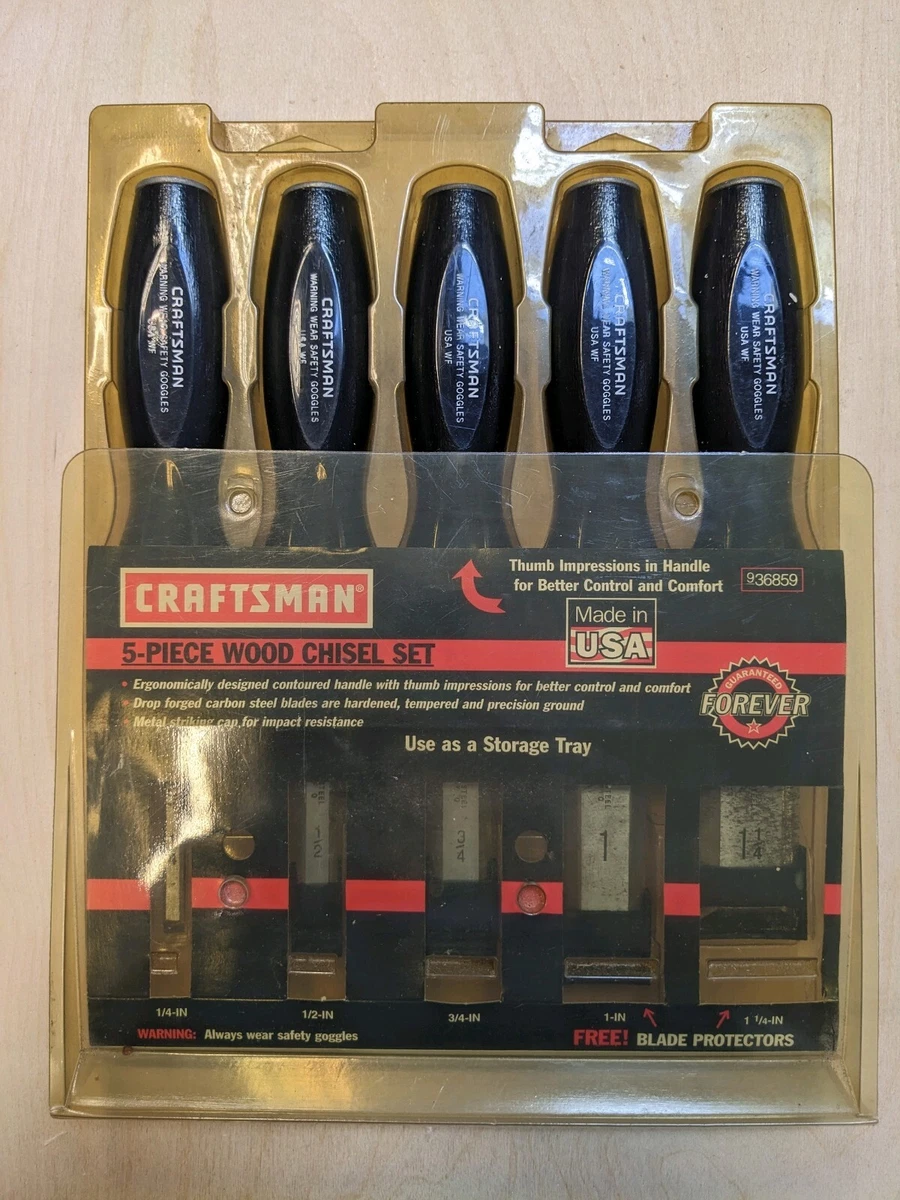 CRAFTSMAN
WARNING WEAR SAFETY GOGGLES
USA WF
CRAFTSMAN
WARNING WEAR SAFETY GOGGLES
USA WF
CRAFTSMAN
WARNING WEAR SAFETY GOGGLES
USA WF
CRAFTSMAN
WARNING WEAR SAFETY GOGGLES
USA WF
CRAFTSMAN
WARNING WEAR SAFETY GOGGLES
USA WF
Thumb Impressions in Handle
for Better Control and Comfort
936859
CRAFTSMAN®
Made in
USA
5-PIECE WOOD CHISEL SET
• Ergonomically designed contoured handle with thumb impressions for better control and comfort
• Drop forged carbon steel blades are hardened, tempered and precision ground
• Metal striking cap for impact resistance
GUARANTEED
FOREVER
Use as a Storage Tray
1/2
3/4
1
1 1/4
1/4-IN
1/2-IN
3/4-IN
1-IN
1 1/4-IN
WARNING: Always wear safety goggles
FREE! BLADE PROTECTORS